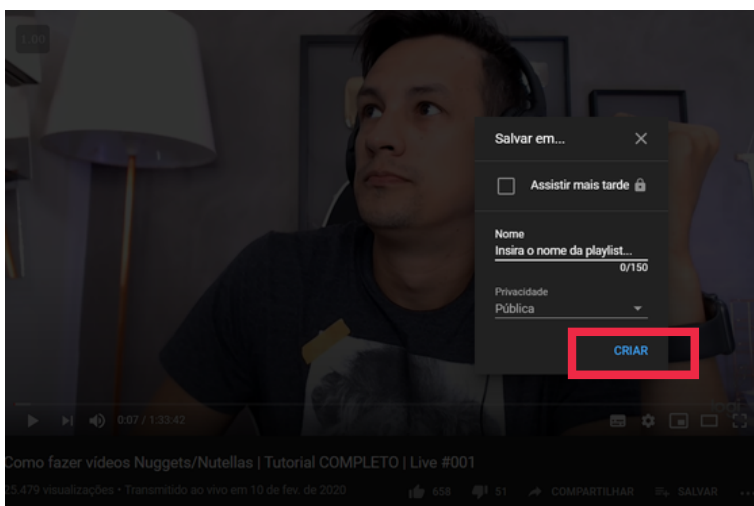 1.00
Salvar em...
Assistir mais tarde
Nome
Insira o nome da playlist...
0/150
Privacidade
Pública
CRIAR
0:07 / 1:33:42
Como fazer vídeos Nuggets/Nutellas | Tutorial COMPLETO | Live #001
25.479 visualizações • Transmitido ao vivo em 10 de fev. de 2020 658 51 COMPARTILHAR SALVAR